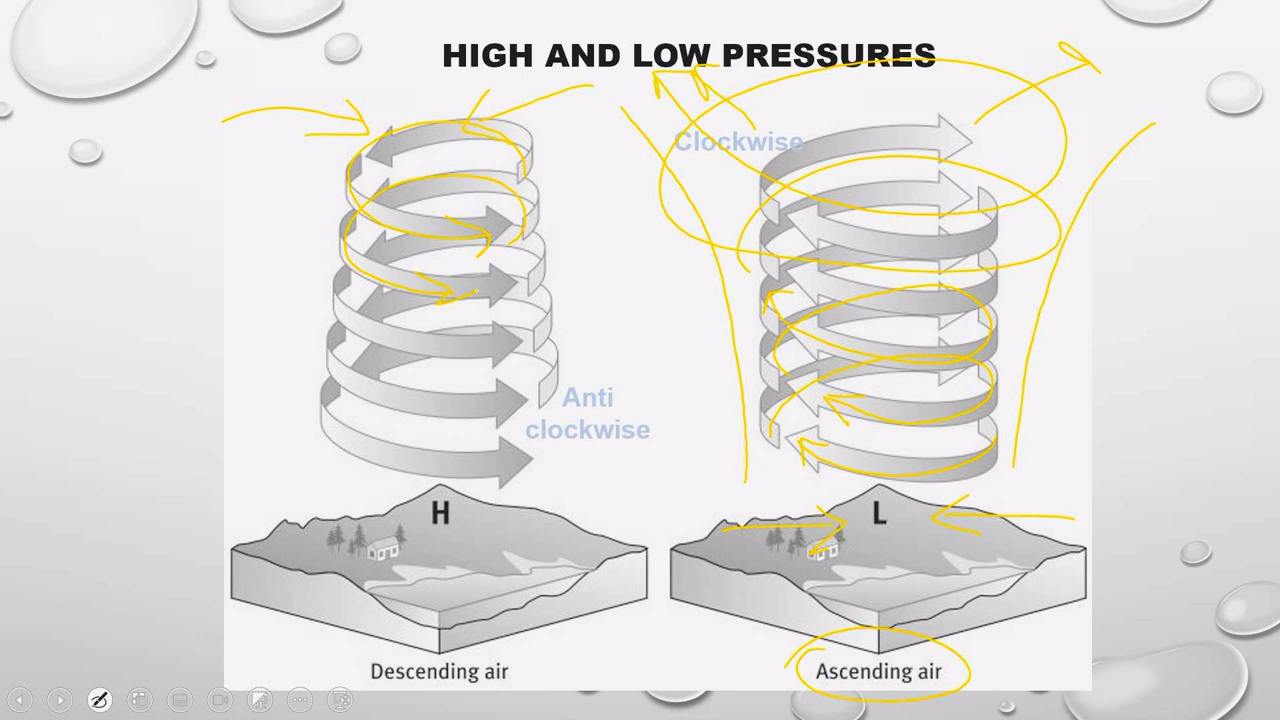 HIGH AND LOW PRESSURES
Clockwise
Anti
clockwise
H
L
Descending air
Ascending air